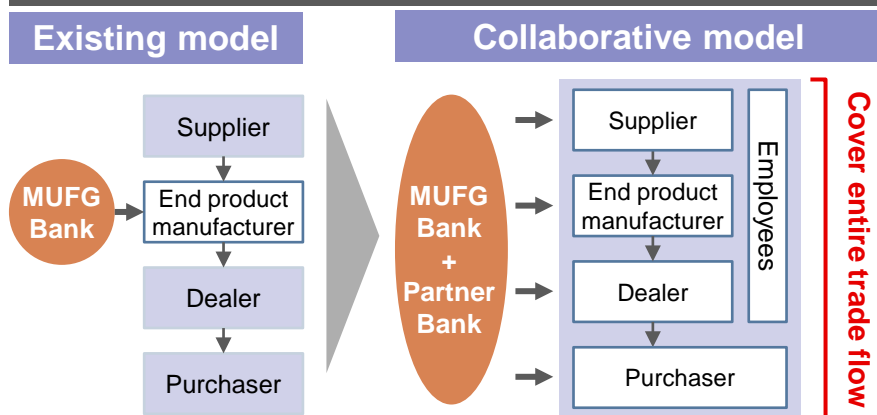 Existing model
Supplier
MUFG
Bank
End product
manufacturer
Dealer
Purchaser
Collaborative model
MUFG
Bank
+
Partner
Bank
Supplier
End product
manufacturer
Dealer
Purchaser
Employees
Cover entire trade flow